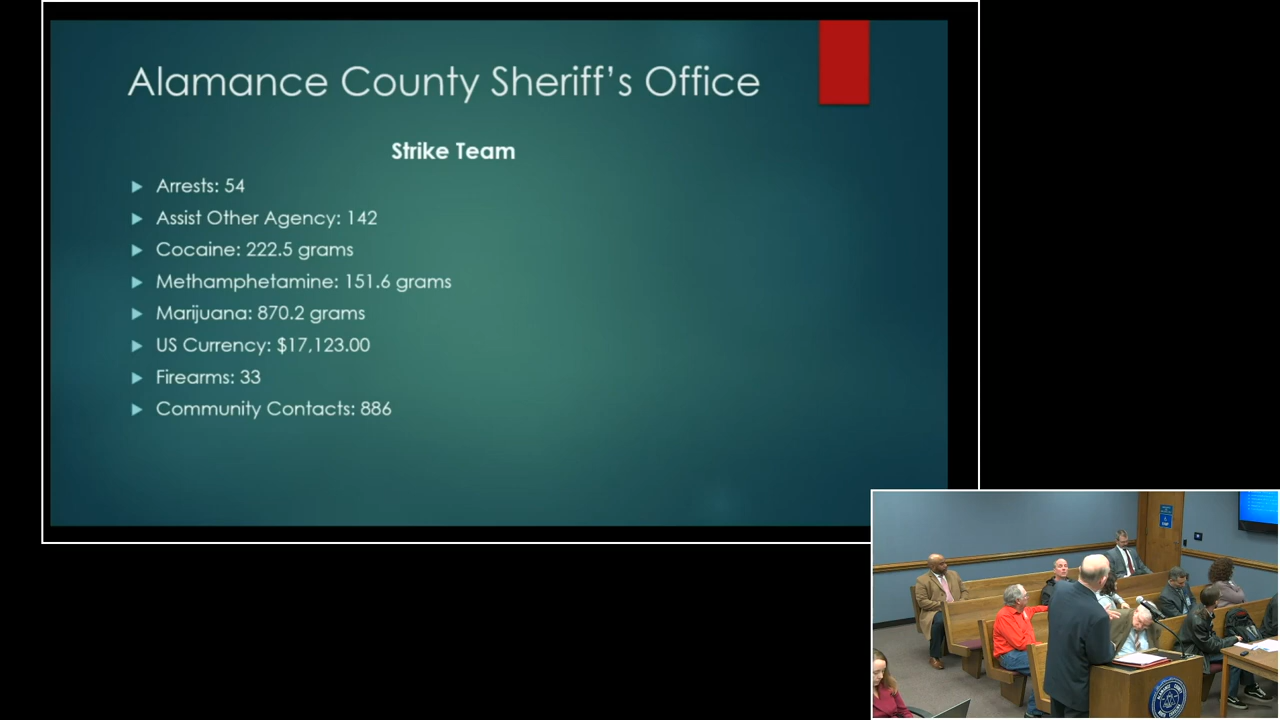 Alamance County Sheriff's Office
Strike Team
Arrests: 54
Assist Other Agency: 142
Cocaine: 222.5 grams
Methamphetamine: 151.6 grams
Marijuana: 870.2 grams
US Currency: $17,123.00
Firearms: 33
Community Contacts: 886